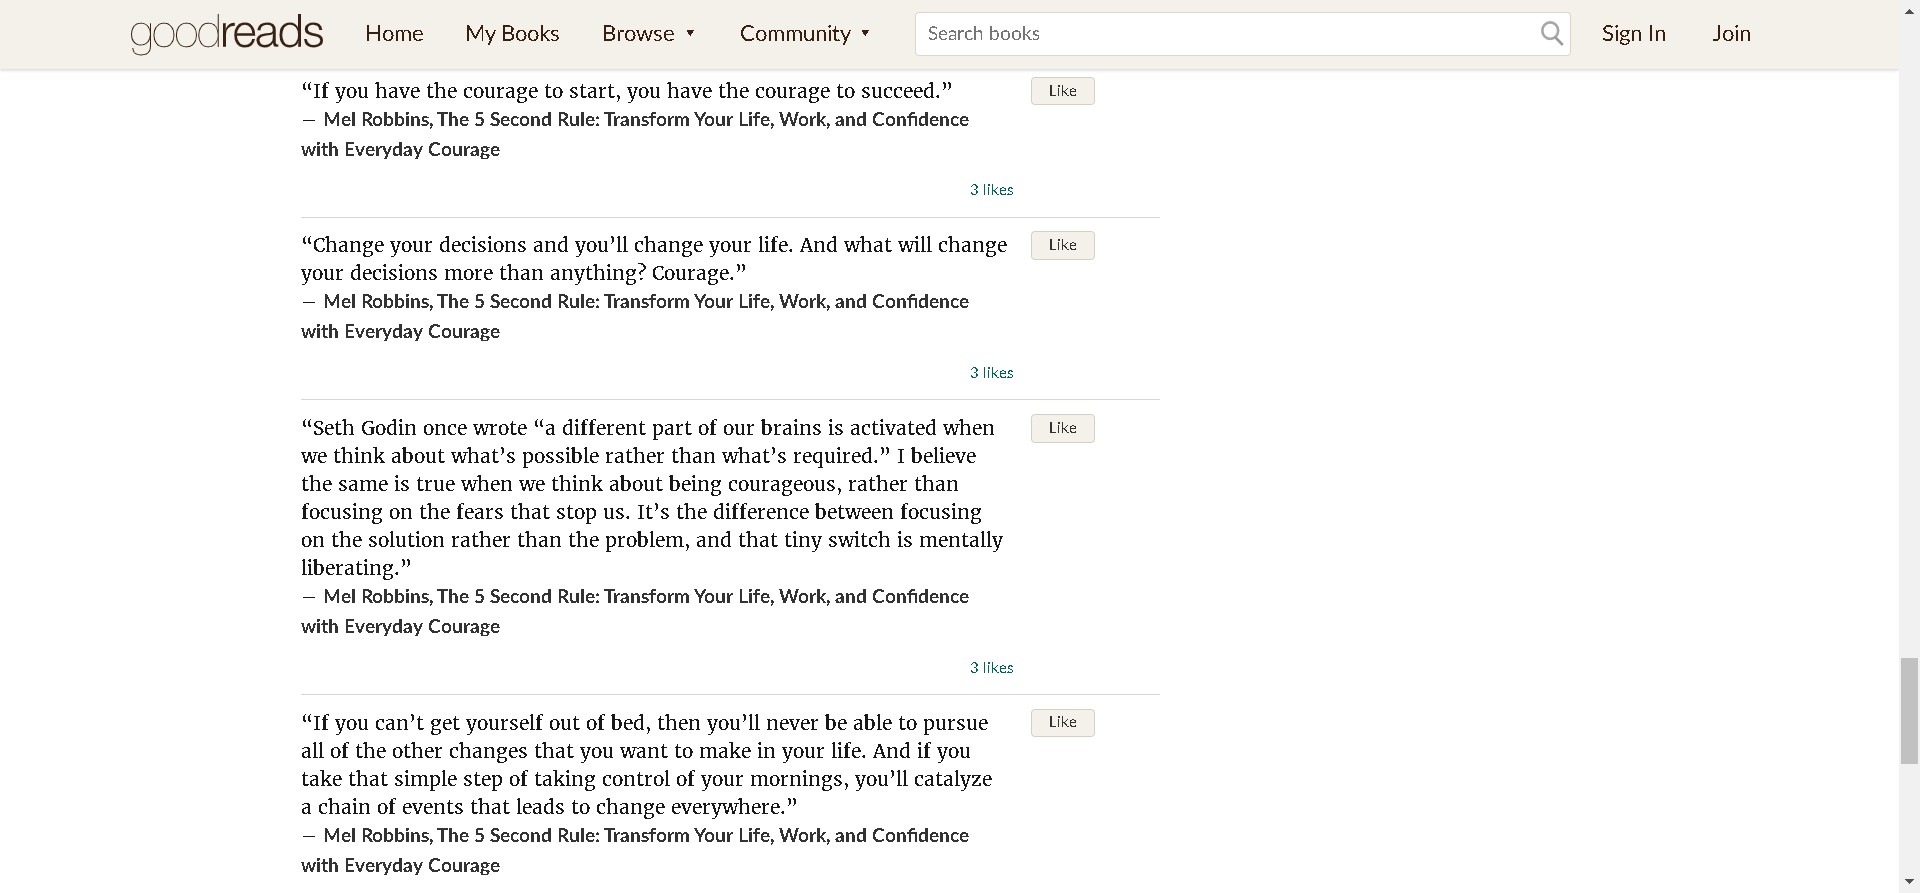 goodreads Home My Books Browse ▼ Community ▼ Search books Sign In Join
“If you have the courage to start, you have the courage to succeed.” Like
― Mel Robbins, The 5 Second Rule: Transform Your Life, Work, and Confidence
with Everyday Courage
3 likes
“Change your decisions and you’ll change your life. And what will change Like
your decisions more than anything? Courage.”
― Mel Robbins, The 5 Second Rule: Transform Your Life, Work, and Confidence
with Everyday Courage
3 likes
“Seth Godin once wrote “a different part of our brains is activated when Like
we think about what’s possible rather than what’s required.” I believe
the same is true when we think about being courageous, rather than
focusing on the fears that stop us. It’s the difference between focusing
on the solution rather than the problem, and that tiny switch is mentally
liberating.”
― Mel Robbins, The 5 Second Rule: Transform Your Life, Work, and Confidence
with Everyday Courage
3 likes
“If you can’t get yourself out of bed, then you’ll never be able to pursue Like
all of the other changes that you want to make in your life. And if you
take that simple step of taking control of your mornings, you’ll catalyze
a chain of events that leads to change everywhere.”
― Mel Robbins, The 5 Second Rule: Transform Your Life, Work, and Confidence
with Everyday Courage